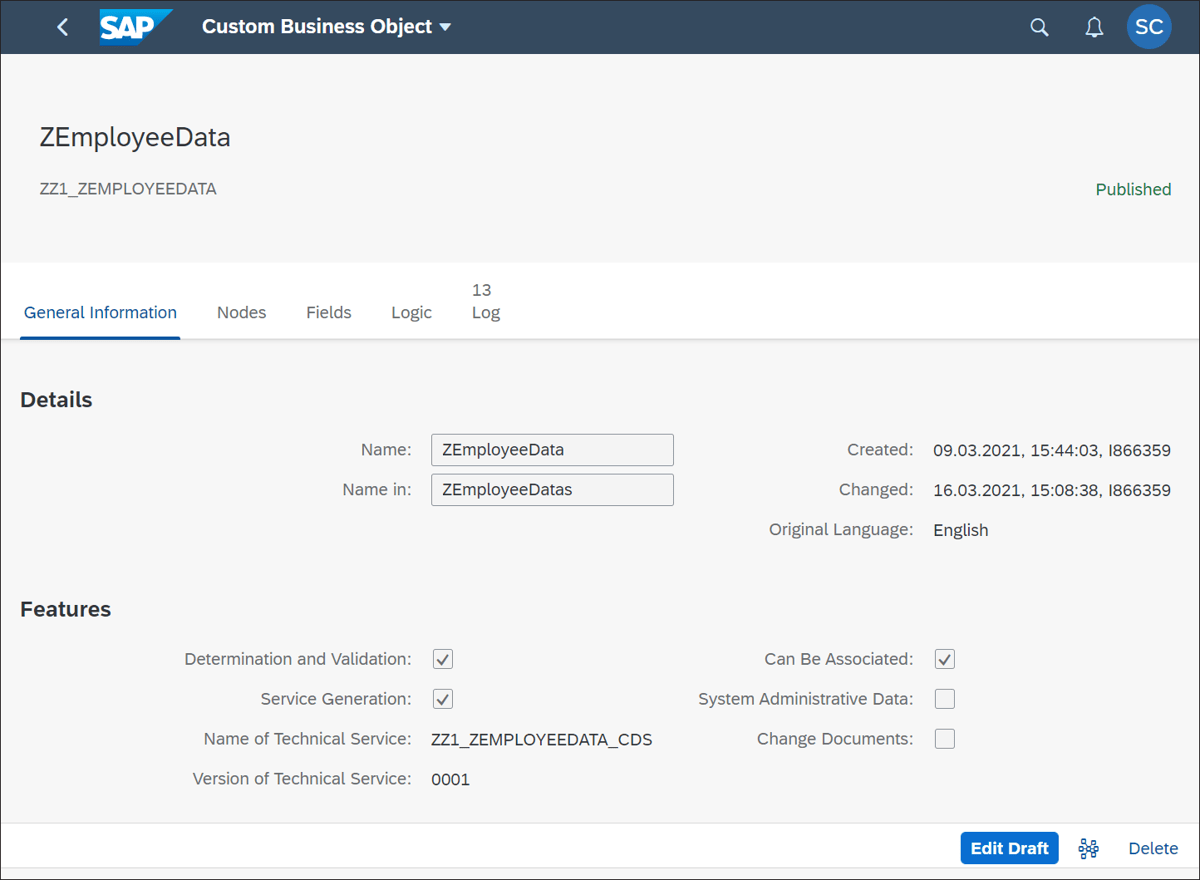 SAP Custom Business Object SC
ZEmployeeData
ZZ1_ZEMPLOYEEDATA Published
13
General Information Nodes Fields Logic Log
Details
Name: ZEmployeeData Created: 09.03.2021, 15:44:03, I866359
Name in: ZEmployeeDatas Changed: 16.03.2021, 15:08:38, I866359
Original Language: English
Features
Determination and Validation: Can Be Associated:
Service Generation: System Administrative Data:
Name of Technical Service: ZZ1_ZEMPLOYEEDATA_CDS Change Documents:
Version of Technical Service: 0001
Edit Draft Delete